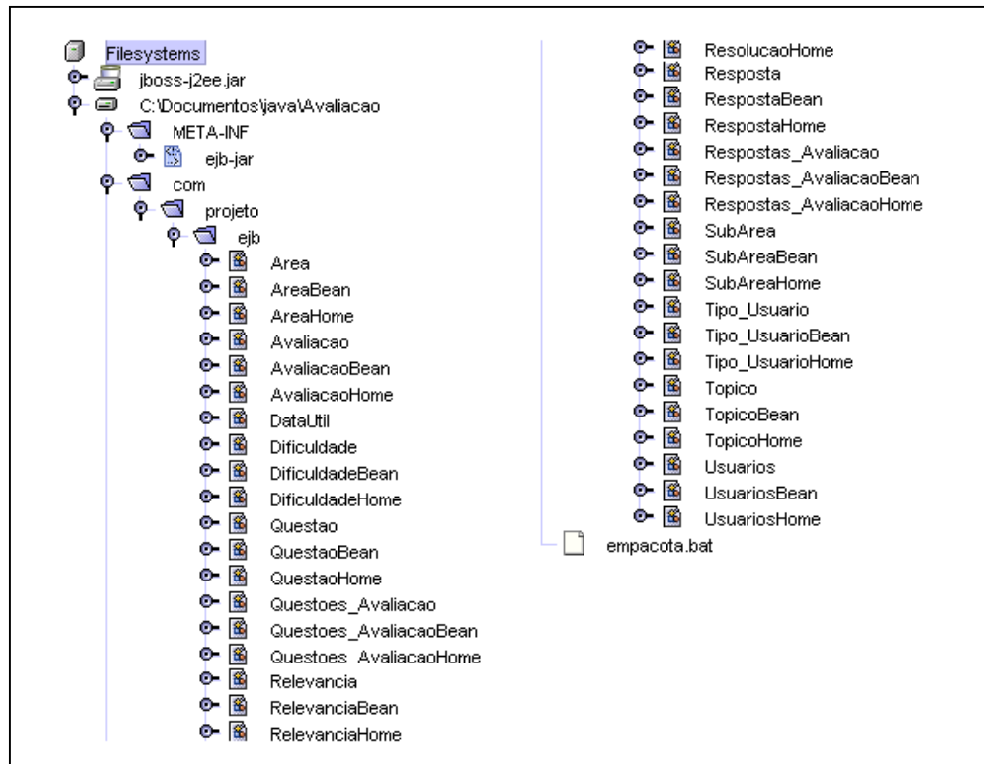 Filesystems
jboss-j2ee.jar
C:\Documentos\java\Avaliacao
META-INF
ejb-jar
com
projeto
ejb
Area
AreaBean
AreaHome
Avaliacao
AvaliacaoBean
AvaliacaoHome
DataUtil
Dificuldade
DificuldadeBean
DificuldadeHome
Questao
QuestaoBean
QuestaoHome
Questoes_Avaliacao
Questoes_AvaliacaoBean
Questoes_AvaliacaoHome
Relevancia
RelevanciaBean
RelevanciaHome
ResolucaoHome
Resposta
RespostaBean
RespostaHome
Respostas_Avaliacao
Respostas_AvaliacaoBean
Respostas_AvaliacaoHome
SubArea
SubAreaBean
SubAreaHome
Tipo_Usuario
Tipo_UsuarioBean
Tipo_UsuarioHome
Topico
TopicoBean
TopicoHome
Usuarios
UsuariosBean
UsuariosHome
empacota.bat